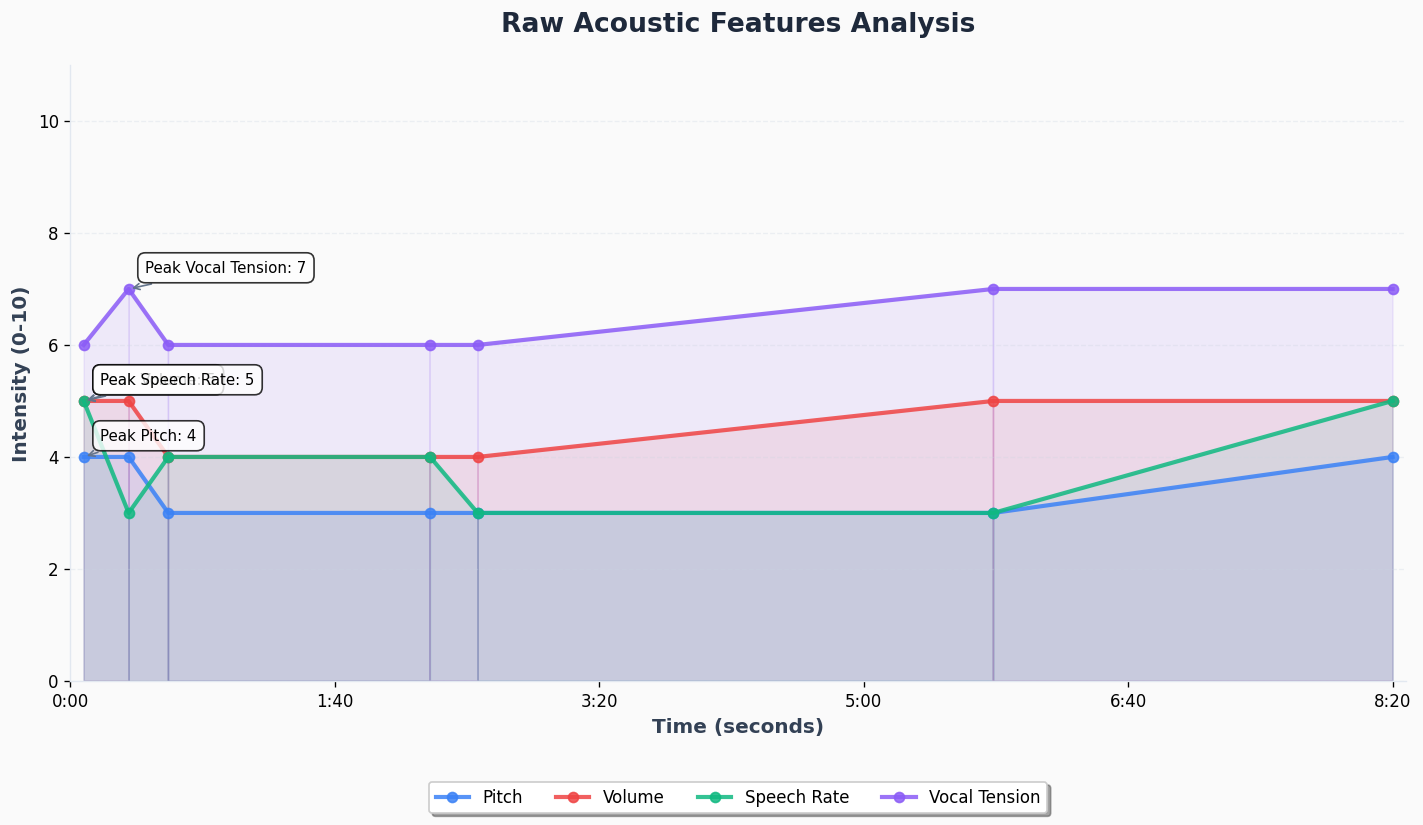 Raw Acoustic Features Analysis
Intensity (0-10)
10
8
6
4
2
0
Peak Vocal Tension: 7
Peak Speech Rate: 5
Peak Pitch: 4
0:00 1:40 3:20 5:00 6:40 8:20
Time (seconds)
Pitch Volume Speech Rate Vocal Tension